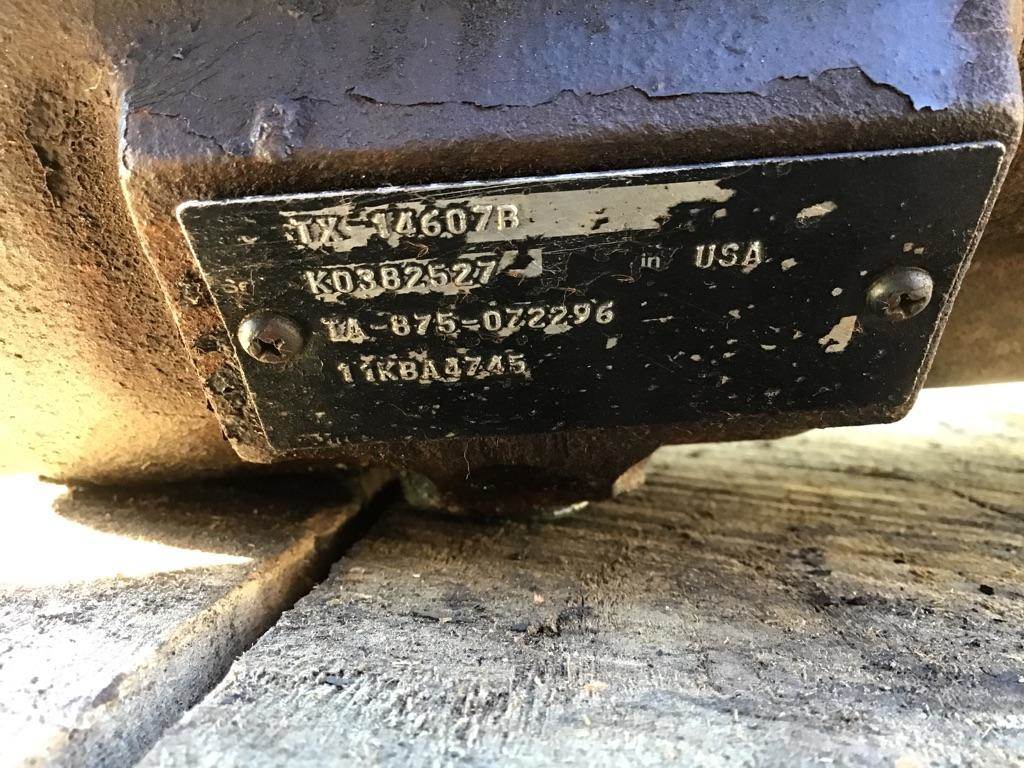 TX-14607B
K0382527 in USA
TA-875-072296
11KBA4745